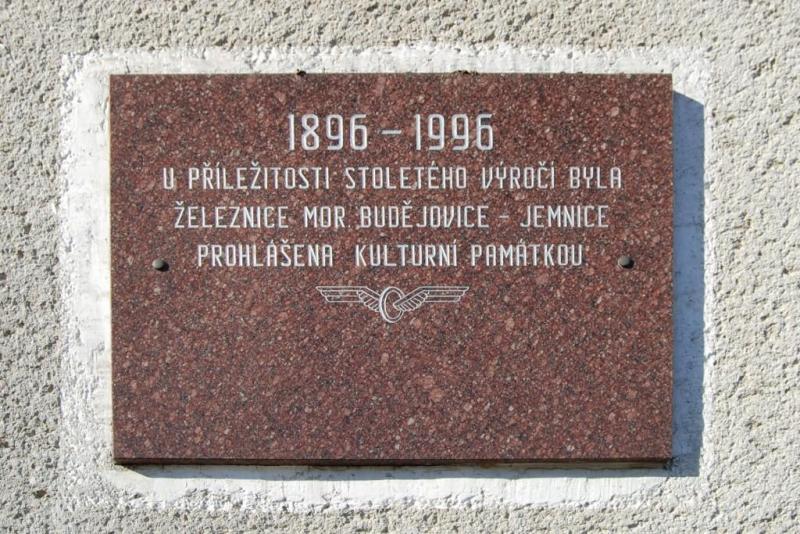 1896 – 1996
U PŘÍLEŽITOSTI STOLETÉHO VÝROČÍ BYLA
ŽELEZNICE MOR. BUDĚJOVICE - JEMNICE
PROHLÁŠENA KULTURNÍ PAMÁTKOU